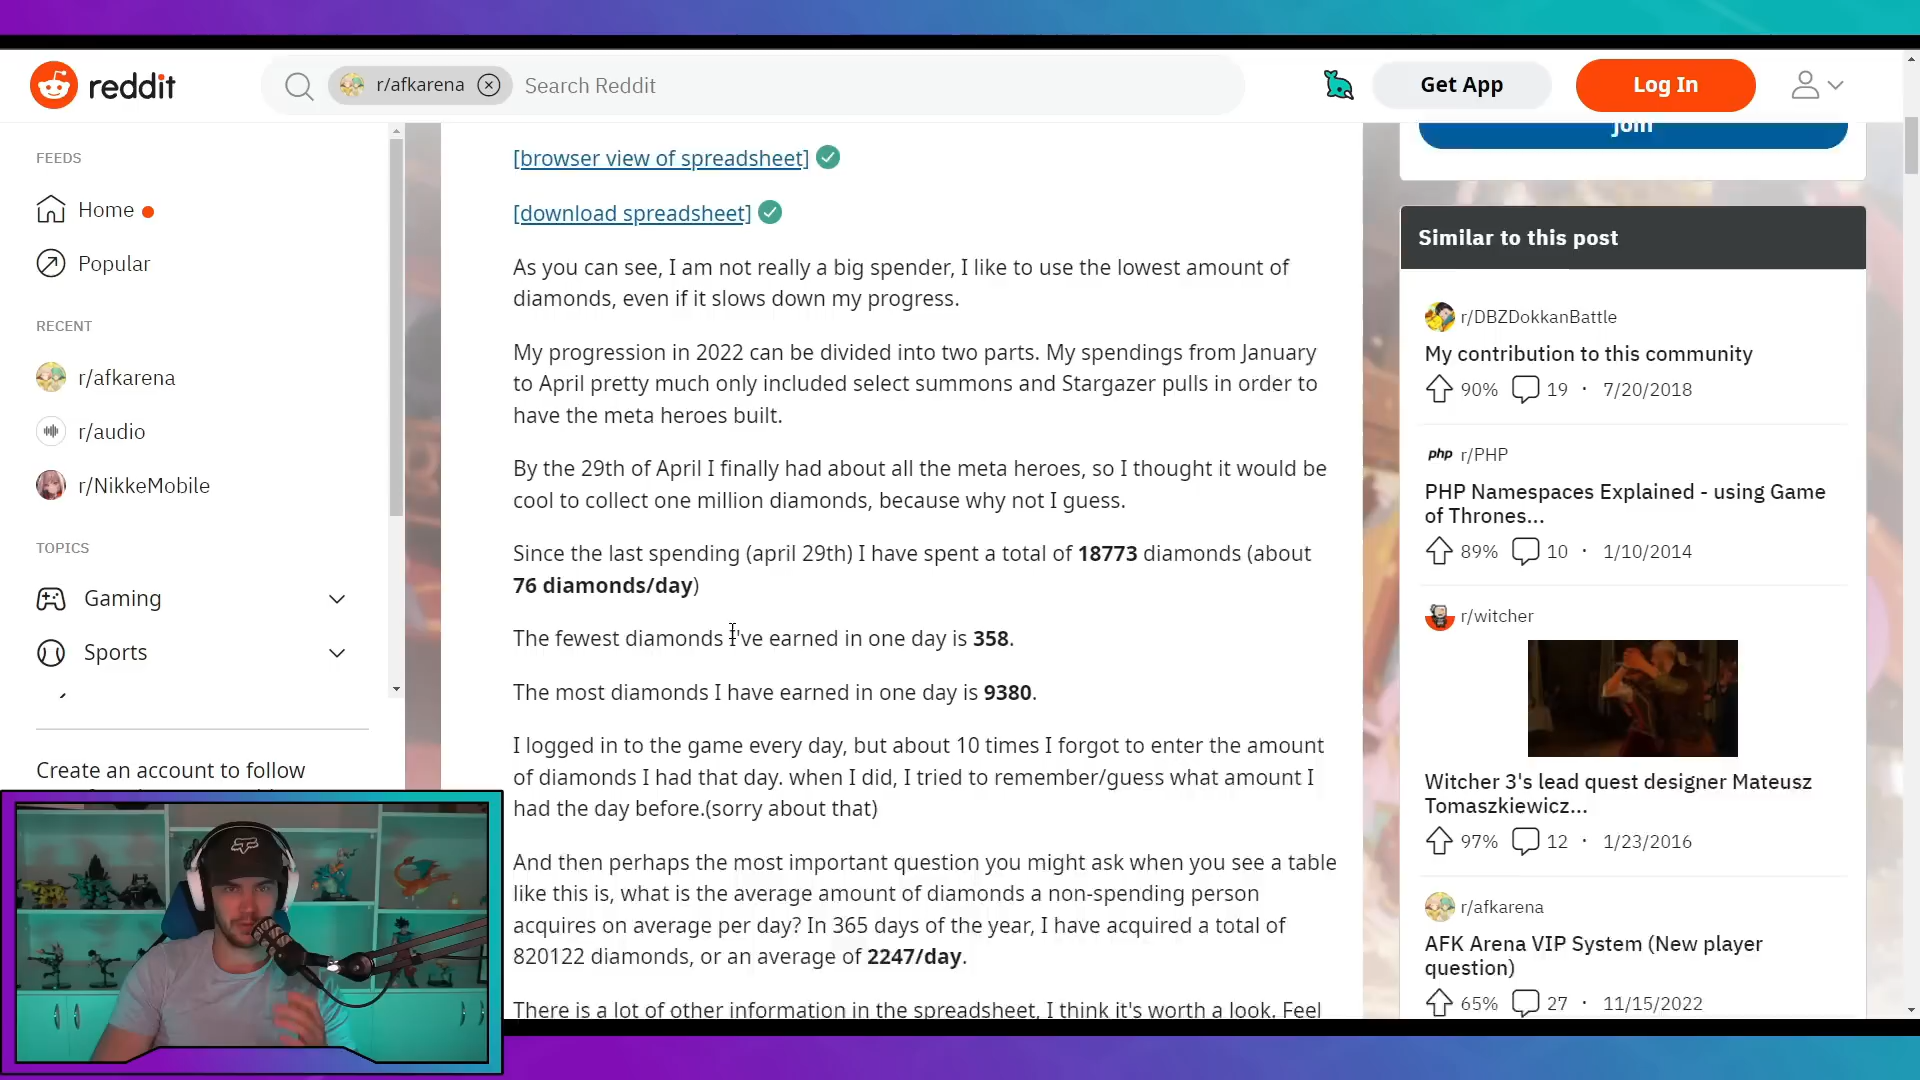 reddit
r/afkarena
Search Reddit
Get App
Log In
FEEDS
Home
Popular
RECENT
r/afkarena
r/audio
r/NikkeMobile
TOPICS
Gaming
Sports
Create an account to follow
[browser view of spreadsheet]
[download spreadsheet]
As you can see, I am not really a big spender, I like to use the lowest amount of
diamonds, even if it slows down my progress.
My progression in 2022 can be divided into two parts. My spendings from January
to April pretty much only included select summons and Stargazer pulls in order to
have the meta heroes built.
By the 29th of April I finally had about all the meta heroes, so I thought it would be
cool to collect one million diamonds, because why not I guess.
Since the last spending (april 29th) I have spent a total of 18773 diamonds (about
76 diamonds/day)
The fewest diamonds I've earned in one day is 358.
The most diamonds I have earned in one day is 9380.
I logged in to the game every day, but about 10 times I forgot to enter the amount
of diamonds I had that day. when I did, I tried to remember/guess what amount I
had the day before.(sorry about that)
And then perhaps the most important question you might ask when you see a table
like this is, what is the average amount of diamonds a non-spending person
acquires on average per day? In 365 days of the year, I have acquired a total of
820122 diamonds, or an average of 2247/day.
There is a lot of other information in the spreadsheet, I think it's worth a look. Feel
Join
Similar to this post
r/DBZDokkanBattle
My contribution to this community
90% 19 · 7/20/2018
php r/PHP
PHP Namespaces Explained - using Game
of Thrones...
89% 10 · 1/10/2014
r/witcher
Witcher 3's lead quest designer Mateusz
Tomaszkiewicz...
97% 12 · 1/23/2016
r/afkarena
AFK Arena VIP System (New player
question)
65% 27 · 11/15/2022